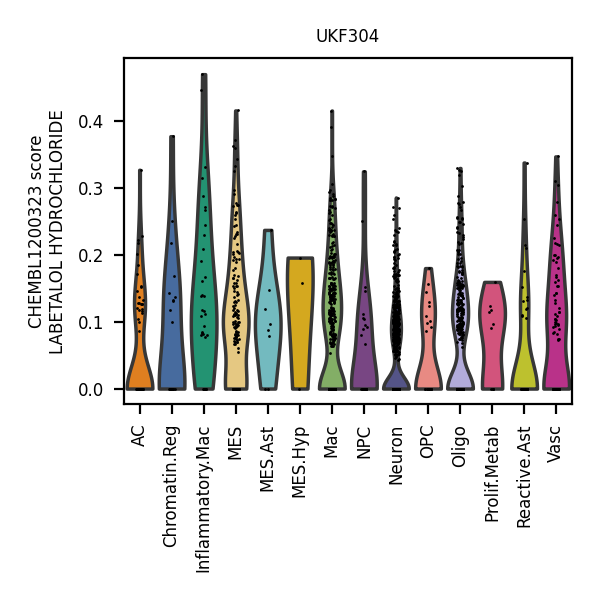 UKF304
CHEMBL1200323 score
LABETALOL HYDROCHLORIDE
0.4
0.3
0.2
0.1
0.0
AC
Chromatin.Reg
Inflammatory.Mac
MES
MES.Ast
MES.Hyp
Mac
NPC
Neuron
OPC
Oligo
Prolif.Metab
Reactive.Ast
Vasc